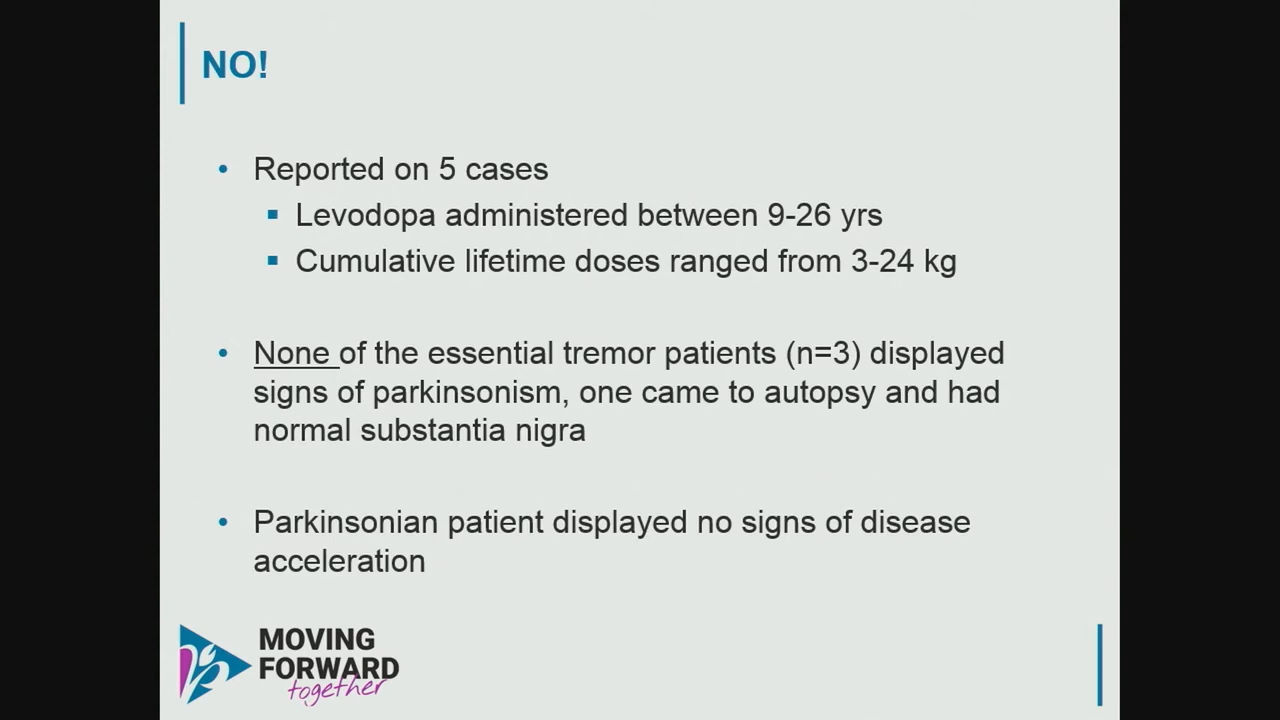 NO!
• Reported on 5 cases
▪ Levodopa administered between 9-26 yrs
▪ Cumulative lifetime doses ranged from 3-24 kg
• None of the essential tremor patients (n=3) displayed
signs of parkinsonism, one came to autopsy and had
normal substantia nigra
• Parkinsonian patient displayed no signs of disease
acceleration
MOVING
FORWARD
together